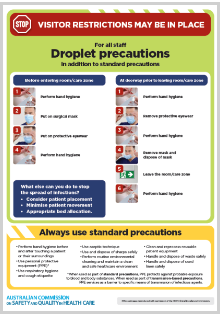 STOP
VISITOR RESTRICTIONS MAY BE IN PLACE
For all staff
Droplet precautions
in addition to standard precautions
Before entering room/care zone
1 Perform hand hygiene
2 Put on surgical mask
3 Put on protective eyewear
4 Perform hand hygiene
What else can you do to stop
the spread of infections?
• Consider patient placement
• Minimise patient movement
• Appropriate bed allocation.
At doorway prior to leaving room/care zone
1 Perform hand hygiene
2 Remove protective eyewear
3 Perform hand hygiene
4 Remove mask and
dispose of mask
5 Leave the room/care zone
6 Perform hand hygiene
Always use standard precautions
• Perform hand hygiene before
and after touching a patient
or their surroundings
• Use personal protective
equipment (PPE)*
• Use respiratory hygiene
and cough etiquette
• Use aseptic technique
• Use and dispose of sharps safely
• Perform routine environmental
cleaning and maintain a clean
and safe healthcare environment
• Clean and reprocess reusable
patient equipment
• Handle and dispose of waste safely
• Handle and dispose of used
linen safely
AUSTRALIAN COMMISSION
ON SAFETY AND QUALITY IN HEALTH CARE